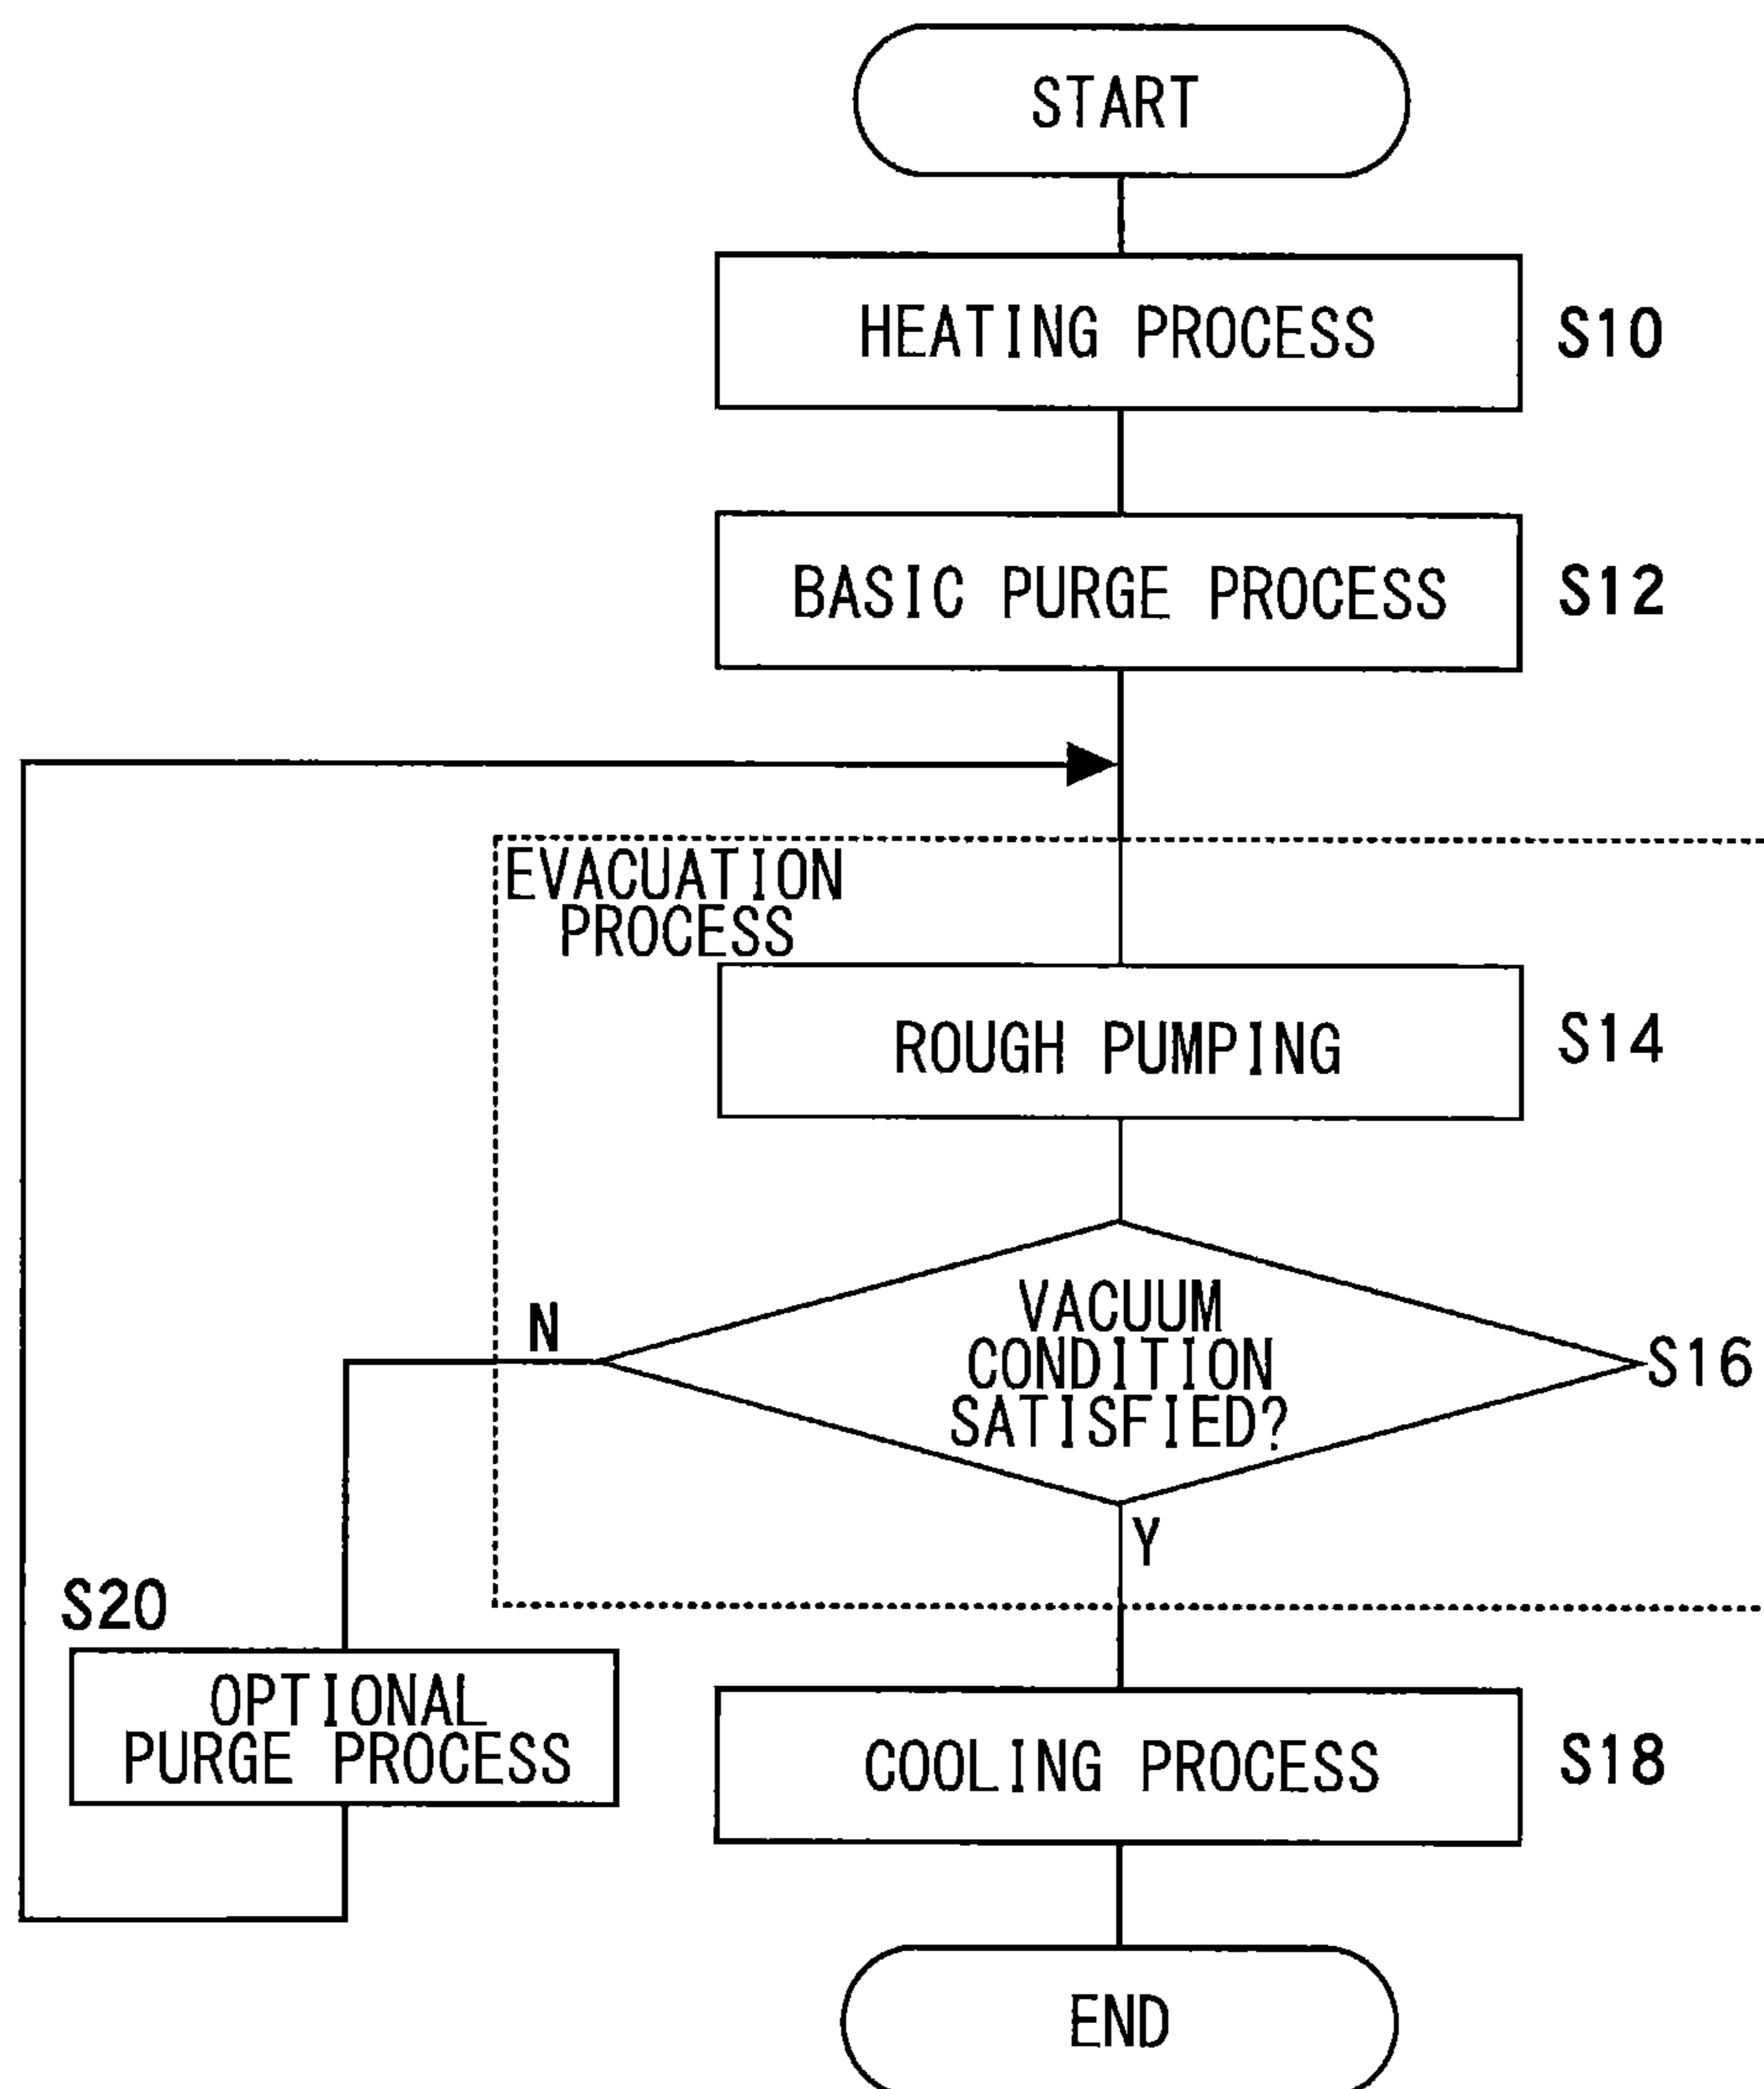 START
HEATING PROCESS
S10
BASIC PURGE PROCESS
S12
EVACUATION
PROCESS
ROUGH PUMPING
S14
VACUUM
CONDITION
SATISFIED?
S16
N
Y
S20
OPTIONAL
PURGE PROCESS
COOLING PROCESS
S18
END